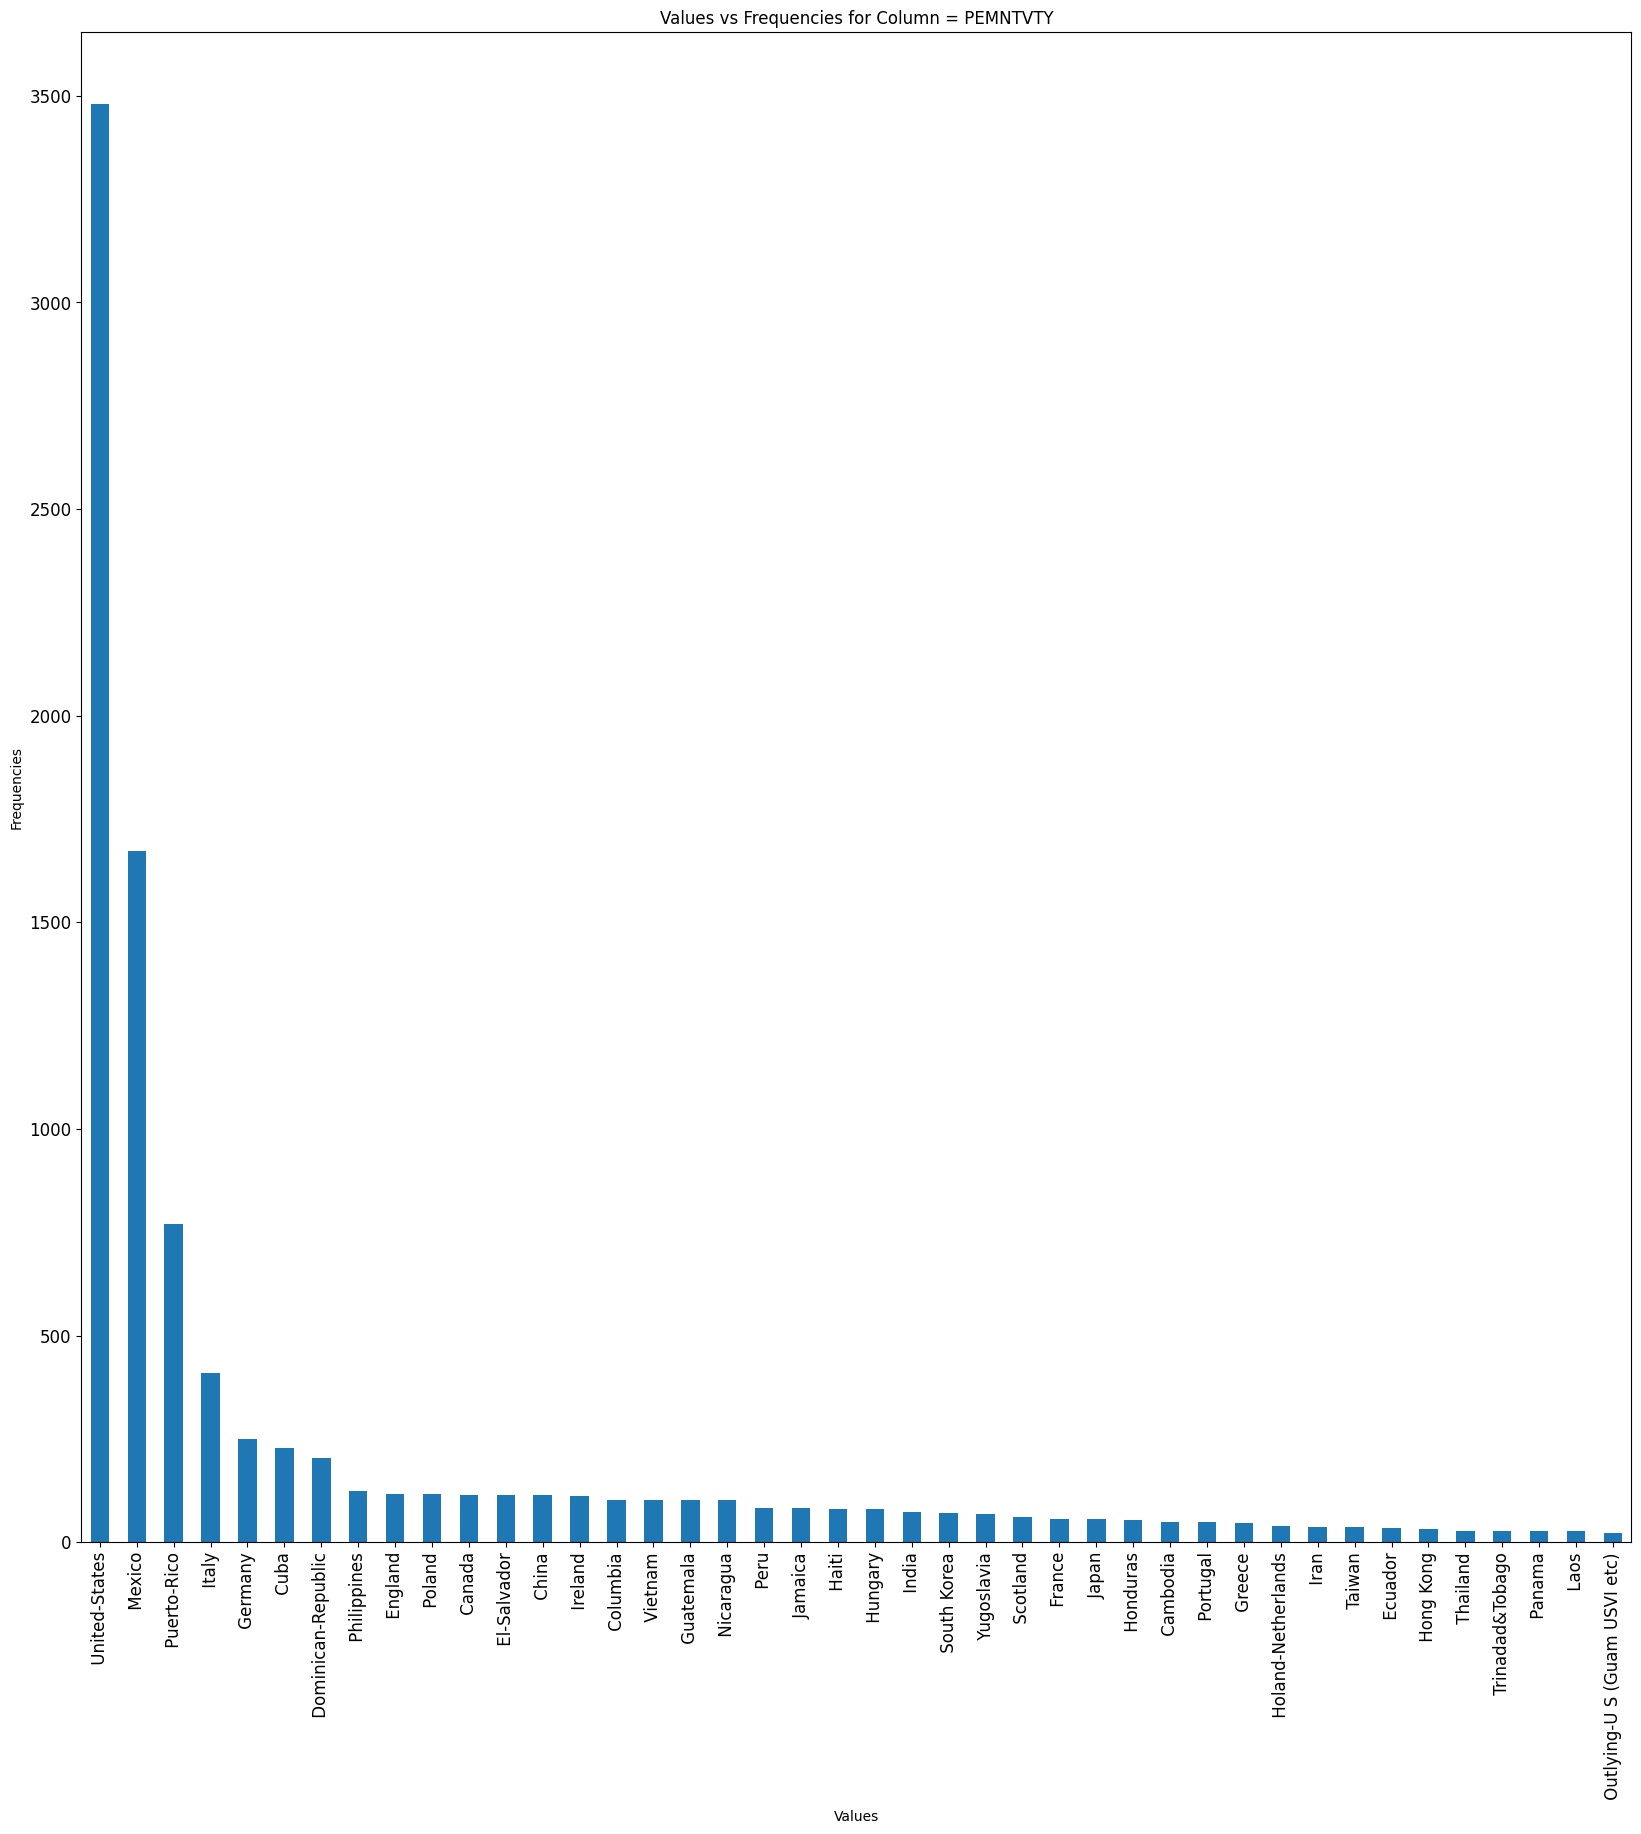 Values vs Frequencies for Column = PEMNTVTY
3500
3000
2500
2000
1500
1000
500
0
Frequencies
United-States
Mexico
Puerto-Rico
Italy
Germany
Cuba
Dominican-Republic
Philippines
England
Poland
Canada
El-Salvador
China
Ireland
Columbia
Vietnam
Guatemala
Nicaragua
Peru
Jamaica
Haiti
Hungary
India
South Korea
Yugoslavia
Scotland
France
Japan
Honduras
Cambodia
Portugal
Greece
Holand-Netherlands
Iran
Taiwan
Ecuador
Hong Kong
Thailand
Trinadad&Tobago
Panama
Laos
Outlying-U S (Guam USVI etc)
Values